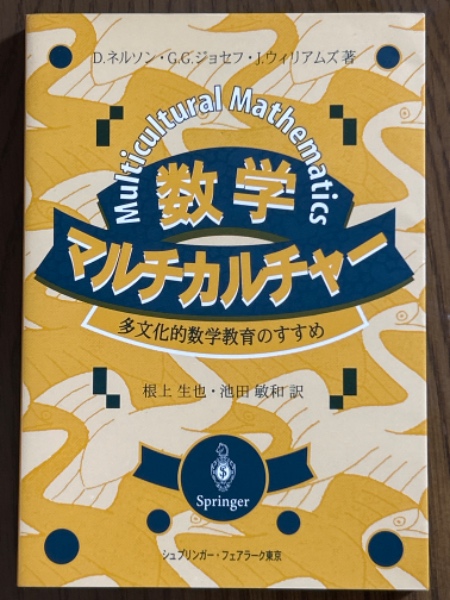 D.ネルソン・G.G.ジョセフ・J.ウィリアムズ 著
Multicultural Mathematics
数学
マルチカルチャー
多文化的数学教育のすすめ
根上 生也・池田 敏和 訳
Springer
シュプリンガー・フェアラーク東京